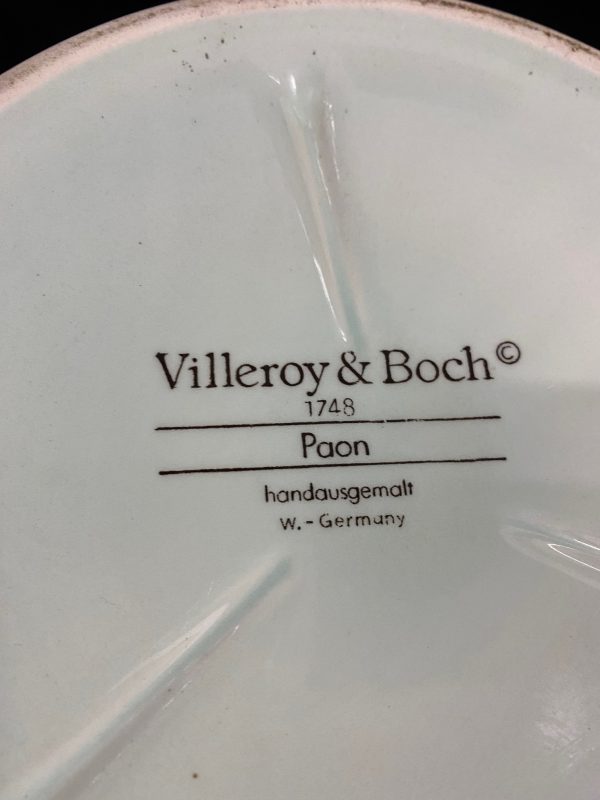 Villeroy & Boch©
1748
Paon
handausgemalt
W.-Germany